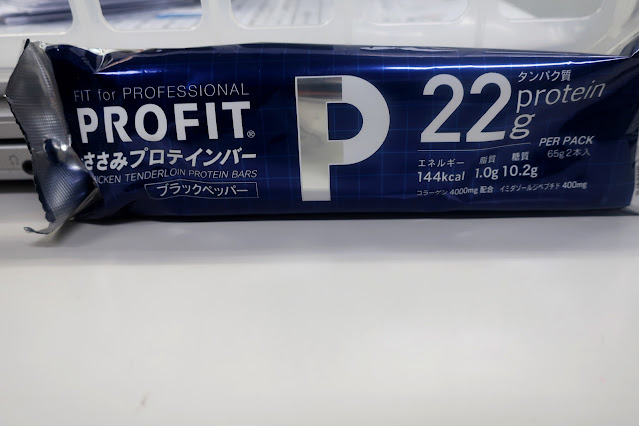 FIT for PROFESSIONAL
PROFIT®
ささみプロテインバー
CHICKEN TENDERLOIN PROTEIN BARS
ブラックペッパー
P
22g
タンパク質
protein
PER PACK
65g 2本入
エネルギー 脂質 糖質
144kcal 1.0g 10.2g
コラーゲン 4000mg 配合 イミダゾールジペプチド 400mg